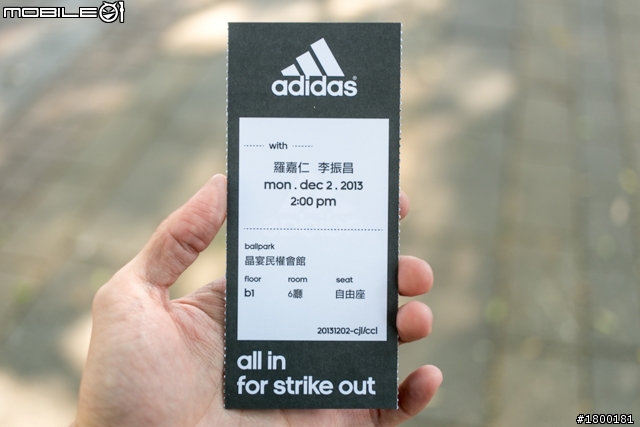 MOBILE01
adidas
with
羅嘉仁 李振昌
mon . dec 2 . 2013
2:00 pm
ballpark
晶宴民權會館
floor room seat
b1 6廳 自由座
20131202-cjl/ccl
all in
for strike out
#1800181